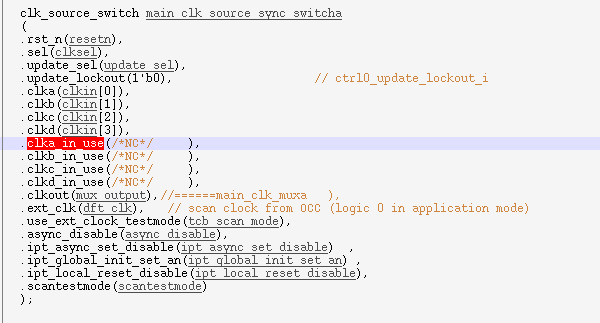 clk_source_switch main_clk_source_sync_switcha
(
.rst_n(resetn),
.sel(clksel),
.update_sel(update_sel),
.update_lockout(1'b0), // ctrl0_update_lockout_i
.clka(clkin[0]),
.clkb(clkin[1]),
.clkc(clkin[2]),
.clkd(clkin[3]),
.clka_in_use(/*NC*/ ),
.clkb_in_use(/*NC*/ ),
.clkc_in_use(/*NC*/ ),
.clkd_in_use(/*NC*/ ),
.clkout(mux_output),//======main_clk_muxa ),
.ext_clk(dft_clk), // scan clock from OCC (logic 0 in application mode)
.use_ext_clock_testmode(tcb_scan_mode),
.async_disable(async_disable),
.ipt_async_set_disable(ipt_async_set_disable) ,
.ipt_global_init_set_an(ipt_global_init_set_an) ,
.ipt_local_reset_disable(ipt_local_reset_disable),
.scantestmode(scantestmode)
);